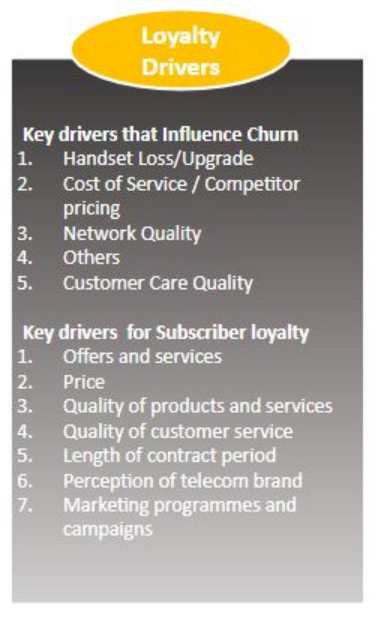 Loyalty
Drivers
Key drivers that Influence Churn
1. Handset Loss/Upgrade
2. Cost of Service / Competitor
pricing
3. Network Quality
4. Others
5. Customer Care Quality
Key drivers for Subscriber loyalty
1. Offers and services
2. Price
3. Quality of products and services
4. Quality of customer service
5. Length of contract period
6. Perception of telecom brand
7. Marketing programmes and
campaigns